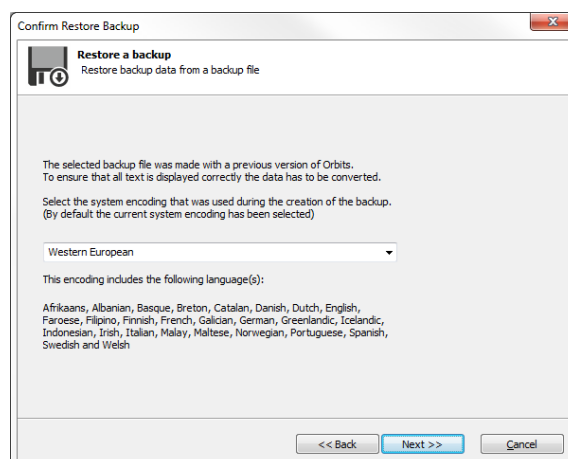 Confirm Restore Backup
Restore a backup
Restore backup data from a backup file
The selected backup file was made with a previous version of Orbits.
To ensure that all text is displayed correctly the data has to be converted.
Select the system encoding that was used during the creation of the backup.
(By default the current system encoding has been selected)
Western European
This encoding includes the following language(s):
Afrikaans, Albanian, Basque, Breton, Catalan, Danish, Dutch, English,
Faroese, Filipino, Finnish, French, Galician, German, Greenlandic, Icelandic,
Indonesian, Irish, Italian, Malay, Maltese, Norwegian, Portuguese, Spanish,
Swedish and Welsh
<< Back Next >> Cancel